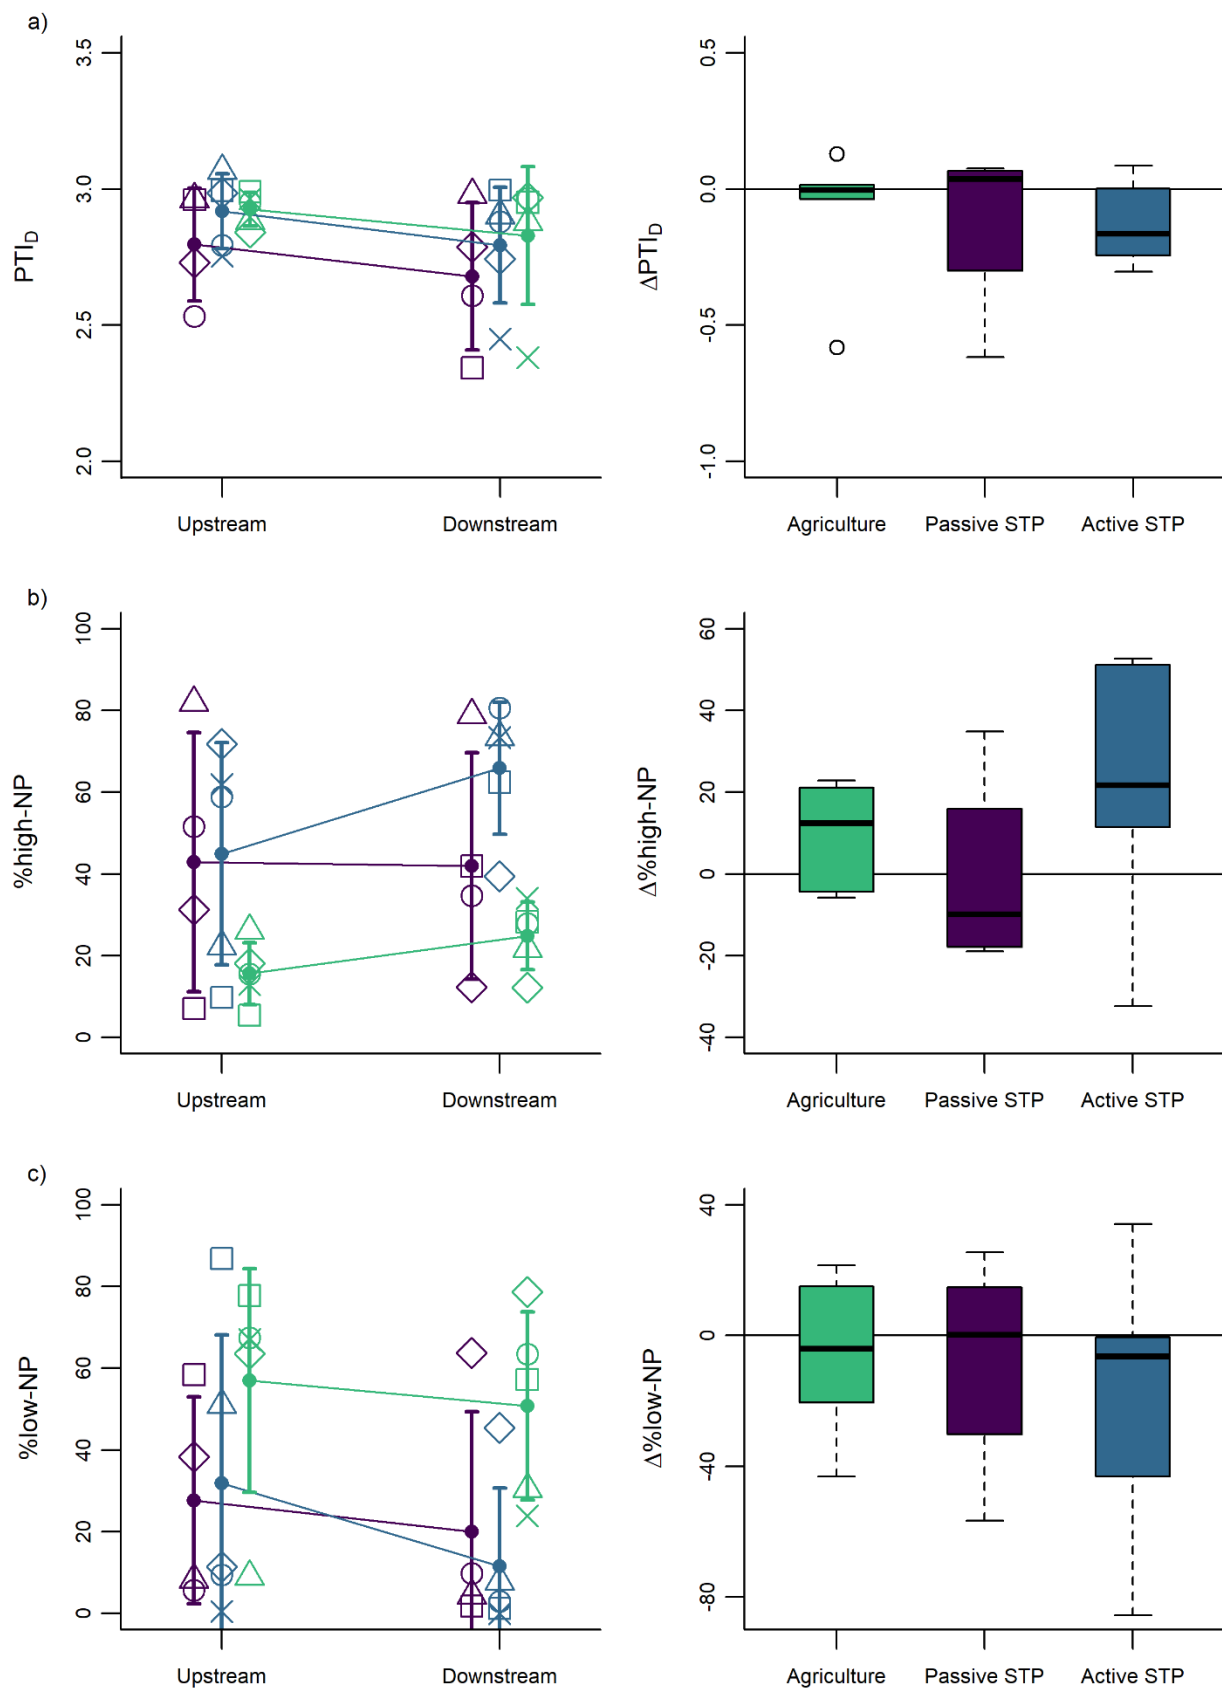 a)
PTI_D
3.5
3.0
2.5
2.0
Upstream
Downstream
ΔPTI_D
0.5
0.0
-0.5
-1.0
Agriculture
Passive STP
Active STP
b)
%high-NP
100
80
60
40
20
0
Upstream
Downstream
Δ%high-NP
60
40
20
0
-20
-40
Agriculture
Passive STP
Active STP
c)
%low-NP
100
80
60
40
20
0
Upstream
Downstream
Δ%low-NP
40
0
-40
-80
Agriculture
Passive STP
Active STP